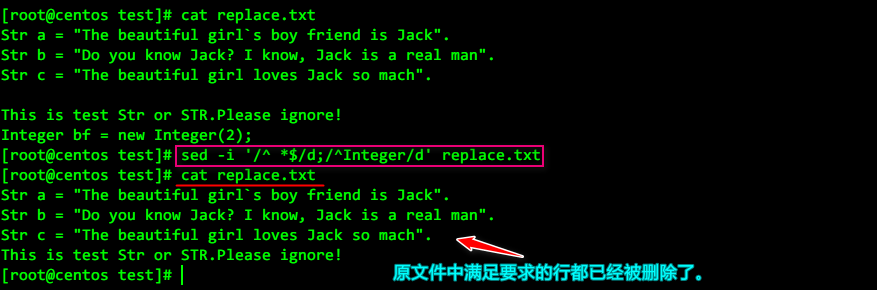 [root@centos test]# cat replace.txt
Str a = "The beautiful girl`s boy friend is Jack".
Str b = "Do you know Jack? I know, Jack is a real man".
Str c = "The beautiful girl loves Jack so mach".
This is test Str or STR.Please ignore!
Integer bf = new Integer(2);
[root@centos test]# sed -i '/^ *$/d;/^Integer/d' replace.txt
[root@centos test]# cat replace.txt
Str a = "The beautiful girl`s boy friend is Jack".
Str b = "Do you know Jack? I know, Jack is a real man".
Str c = "The beautiful girl loves Jack so mach".
This is test Str or STR.Please ignore!
[root@centos test]#
原文件中满足要求的行都已经被删除了。